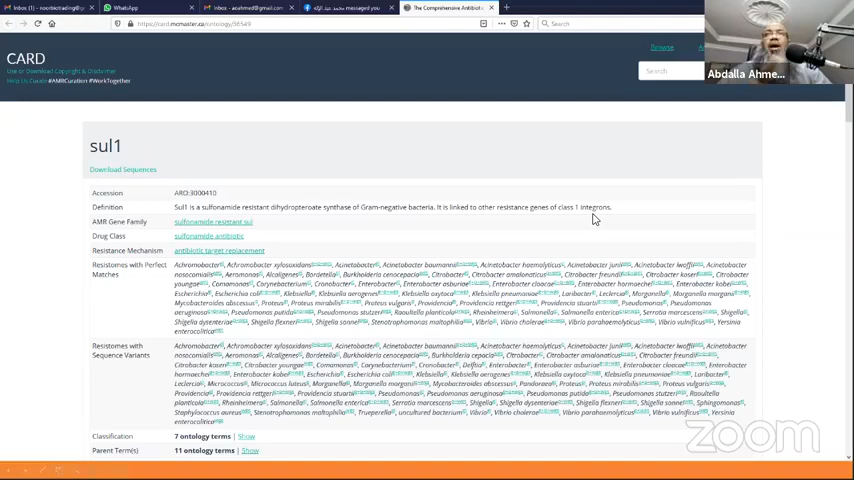 Inbox (1) - noorbiotrading@g
WhatsApp
inbox - aoahmed@gmail.com
messaged you
The Comprehensive Antibiotic
https://card.mcmaster.ca/ontology/36549
Search
CARD
Use or Download Copyright & Disclaimer
Help Us Curate #AMRCuration #WorkTogether
Browse
Search
Abdalla Ahme...
sul1
Download Sequences
Accession ARO:3000410
Definition Sul1 is a sulfonamide resistant dihydropteroate synthase of Gram-negative bacteria. It is linked to other resistance genes of class 1 integrons.
AMR Gene Family sulfonamide resistant sul
Drug Class sulfonamide antibiotic
Resistance Mechanism antibiotic target replacement
Resistomes with Perfect Matches
Achromobacter Achromobacter xylosoxidans Acinetobacter Acinetobacter baumannii Acinetobacter haemolyticus Acinetobacter junii Acinetobacter lwoffii Acinetobacter
nosocomialis Aeromonas Alcaligenes Bordetella Burkholderia cenocepacia Citrobacter Citrobacter amalonaticus Citrobacter freundii Citrobacter koseri Citrobacter
youngae Comamonas Corynebacterium Cronobacter Enterobacter Enterobacter asburiae Enterobacter cloacae Enterobacter hormaechei Enterobacter kobei
Escherichia Escherichia coli Klebsiella Klebsiella aerogenes Klebsiella oxytoca Klebsiella pneumoniae Laribacter Leclercia Morganella Morganella morganii
Mycobacteroides abscessus Proteus Proteus mirabilis Proteus vulgaris Providencia Providencia rettgeri Providencia stuartii Pseudomonas Pseudomonas
aeruginosa Pseudomonas putida Pseudomonas stutzeri Raoultella planticola Rheinheimera Salmonella Salmonella enterica Serratia marcescens Shigella
Shigella dysenteriae Shigella flexneri Shigella sonnei Stenotrophomonas maltophilia Vibrio Vibrio cholerae Vibrio parahaemolyticus Vibrio vulnificus Yersinia
enterocolitica
Resistomes with Sequence Variants
Achromobacter Achromobacter xylosoxidans Acinetobacter Acinetobacter baumannii Acinetobacter haemolyticus Acinetobacter junii Acinetobacter lwoffii Acinetobacter
nosocomialis Aeromonas Alcaligenes Bordetella Burkholderia cenocepacia Burkholderia cepacia Citrobacter Citrobacter amalonaticus Citrobacter freundii
Citrobacter koseri Citrobacter youngae Comamonas Corynebacterium Cronobacter Delftia Enterobacter Enterobacter asburiae Enterobacter cloacae Enterobacter
hormaechei Enterobacter kobei Escherichia Escherichia coli Klebsiella Klebsiella aerogenes Klebsiella oxytoca Klebsiella pneumoniae Laribacter
Leclercia Micrococcus Micrococcus luteus Morganella Morganella morganii Mycobacteroides abscessus Pandoraea Proteus Proteus mirabilis Proteus vulgaris
Providencia Providencia rettgeri Providencia stuartii Pseudomonas Pseudomonas aeruginosa Pseudomonas putida Pseudomonas stutzeri Raoultella
planticola Rheinheimera Salmonella Salmonella enterica Serratia marcescens Shigella Shigella dysenteriae Shigella flexneri Shigella sonnei Sphingomonas
Staphylococcus aureus Stenotrophomonas maltophilia Trueperella uncultured bacterium Vibrio Vibrio cholerae Vibrio parahaemolyticus Vibrio vulnificus Yersinia
enterocolitica
Classification 7 ontology terms | Show
Parent Term(s) 11 ontology terms | Show
zoom